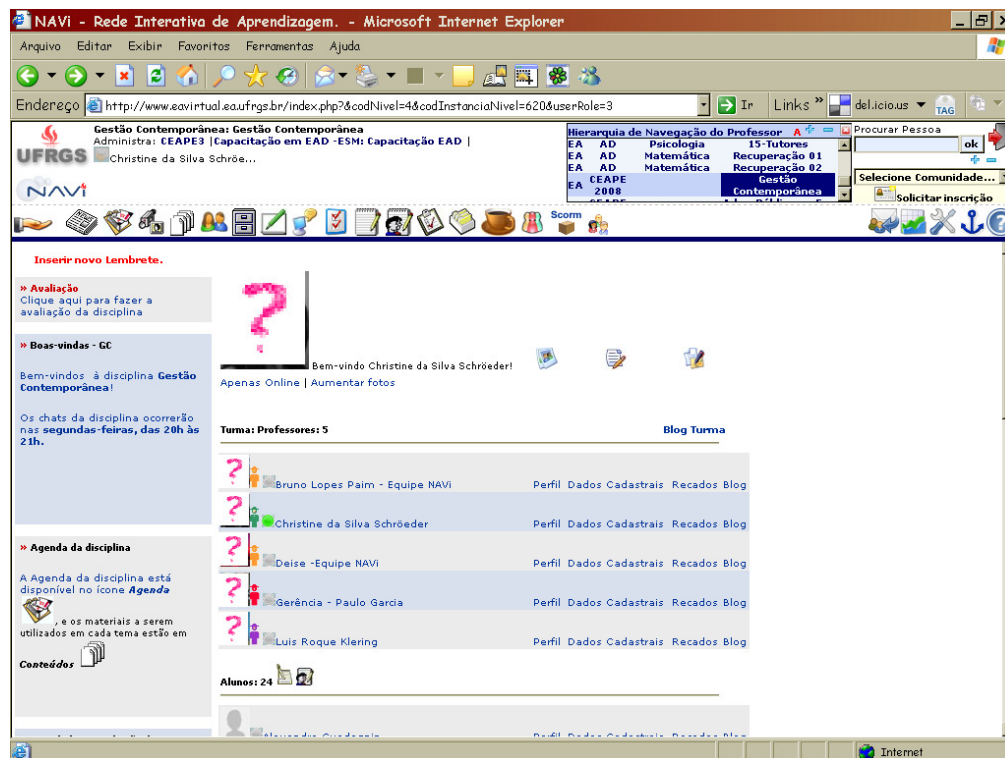 NAVi - Rede Interativa de Aprendizagem. - Microsoft Internet Explorer
Arquivo Editar Exibir Favoritos Ferramentas Ajuda
Endereço http://www.eavirtual.ea.ufrgs.br/index.php?&codNivel=4&codInstanciaNivel=620&userRole=3 Ir Links » del.icio.us TAG
Gestão Contemporânea: Gestão Contemporânea
Administra: CEAPE3 |Capacitação em EAD -ESM: Capacitação EAD |
Christine da Silva Schröe...
UFRGS
NAVi
Hierarquia de Navegação do Professor A
EA AD Psicologia 15-Tutores
EA AD Matemática Recuperação 01
EA AD Matemática Recuperação 02
EA CEAPE 2008 Gestão Contemporânea
Procurar Pessoa
ok
Selecione Comunidade...
Solicitar inscrição
Scorm
Inserir novo Lembrete.
» Avaliação
Clique aqui para fazer a
avaliação da disciplina
» Boas-vindas - GC
Bem-vindos à disciplina Gestão
Contemporânea!
Os chats da disciplina ocorrerão
nas segundas-feiras, das 20h às
21h.
» Agenda da disciplina
A Agenda da disciplina está
disponível no ícone Agenda
, e os materiais a serem
utilizados em cada tema estão em
Conteúdos
Bem-vindo Christine da Silva Schröeder!
Apenas Online | Aumentar fotos
Turma: Professores: 5 Blog Turma
Bruno Lopes Paim - Equipe NAVi Perfil Dados Cadastrais Recados Blog
Christine da Silva Schröeder Perfil Dados Cadastrais Recados Blog
Deise -Equipe NAVi Perfil Dados Cadastrais Recados Blog
Gerência - Paulo Garcia Perfil Dados Cadastrais Recados Blog
Luis Roque Klering Perfil Dados Cadastrais Recados Blog
Alunos: 24
Perfil Dados Cadastrais Recados Blog
Internet